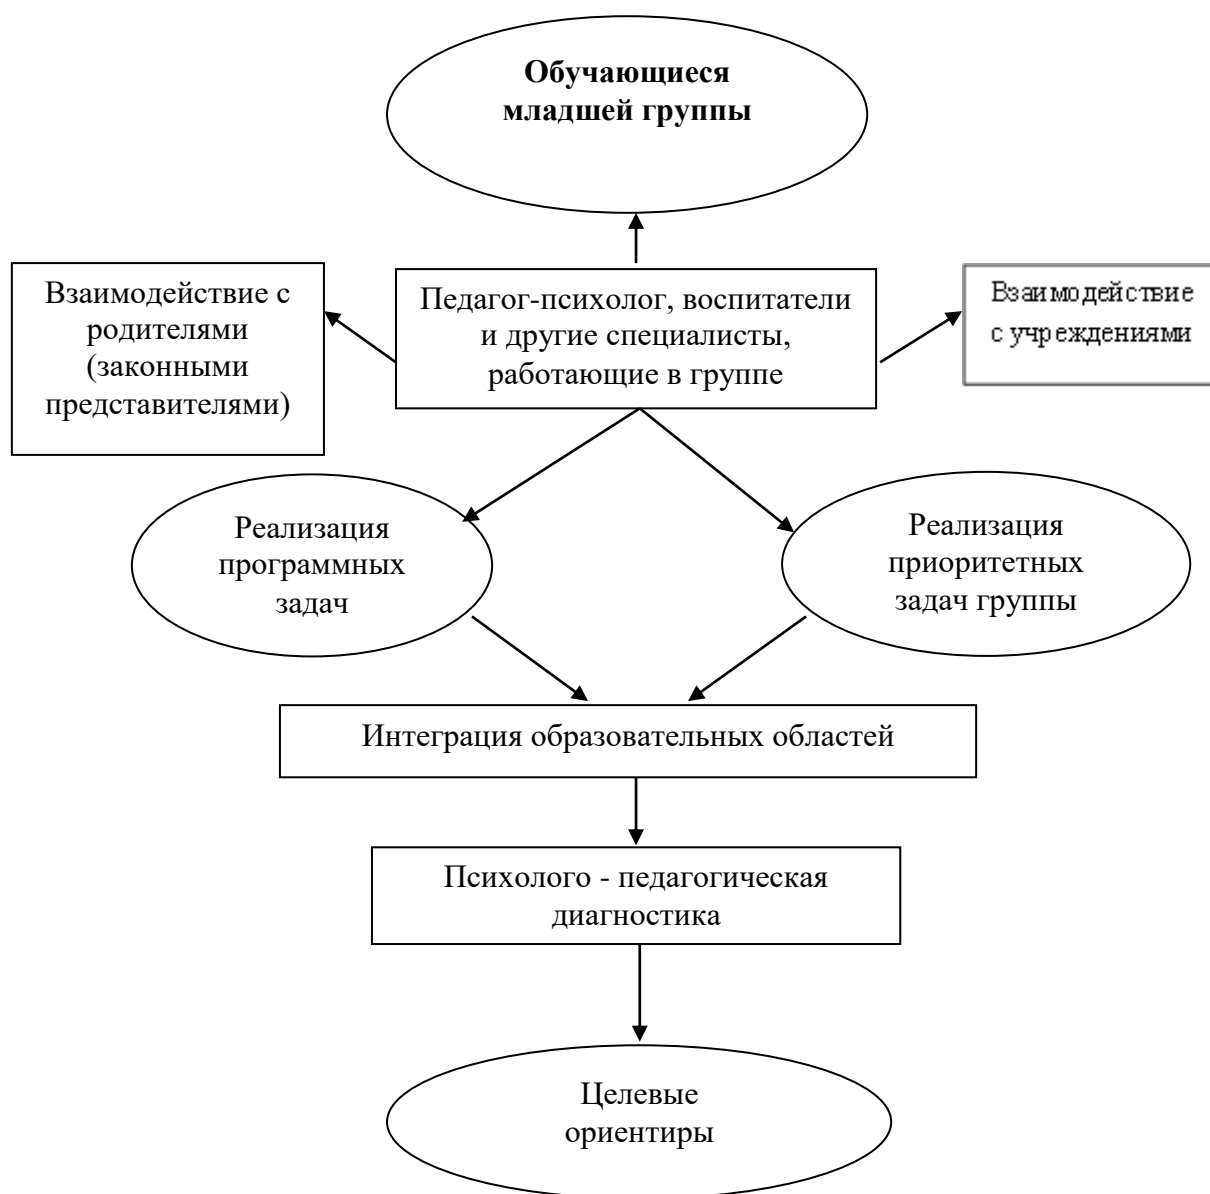 Обучающиеся
младшей группы
Взаимодействие с
родителями
(законными
представителями)
Педагог-психолог, воспитатели
и другие специалисты,
работающие в группе
Взаимодействие
с учреждениями
Реализация
программных
задач
Реализация
приоритетных
задач группы
Интеграция образовательных областей
Психолого - педагогическая
диагностика
Целевые
ориентиры